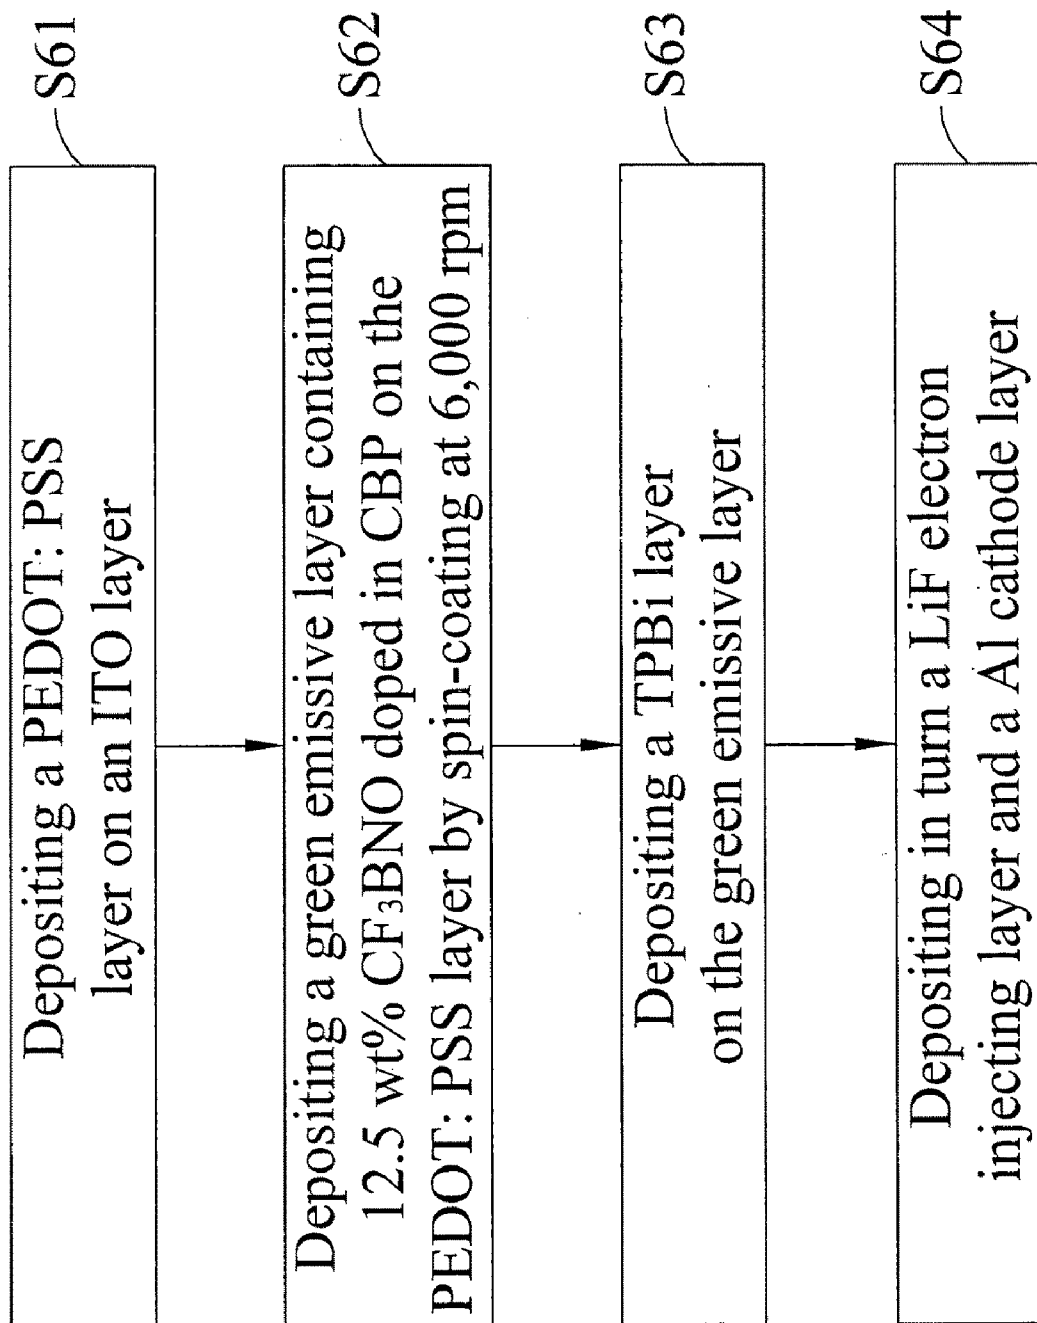 Depositing a PEDOT: PSS
layer on an ITO layer
S61
Depositing a green emissive layer containing
12.5 wt% CF₃BNO doped in CBP on the
PEDOT: PSS layer by spin-coating at 6,000 rpm
S62
Depositing a TPBi layer
on the green emissive layer
S63
Depositing in turn a LiF electron
injecting layer and a Al cathode layer
S64